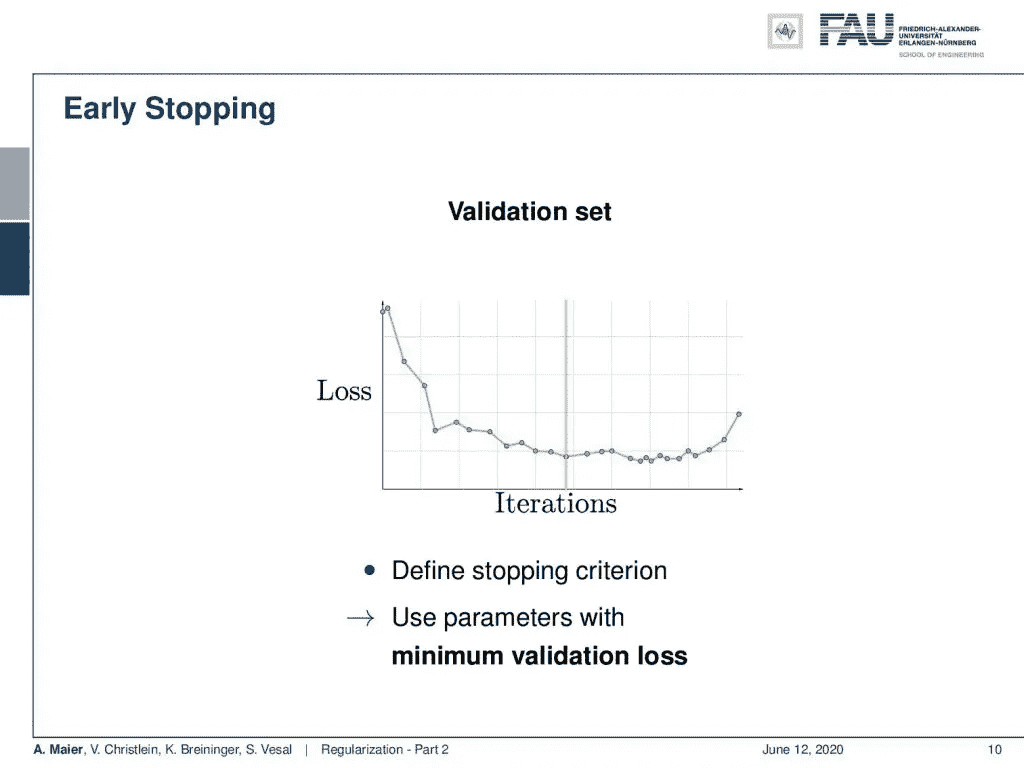 FAU
FRIEDRICH-ALEXANDER-
UNIVERSITÄT
ERLANGEN-NÜRNBERG
SCHOOL OF ENGINEERING
Early Stopping
Validation set
Loss
Iterations
• Define stopping criterion
→ Use parameters with
minimum validation loss
A. Maier, V. Christlein, K. Breininger, S. Vesal | Regularization - Part 2 June 12, 2020 10